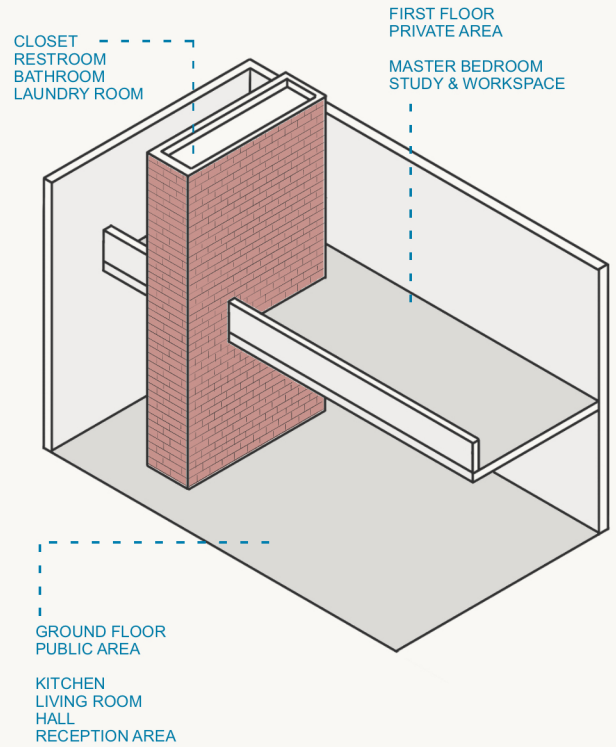 CLOSET
RESTROOM
BATHROOM
LAUNDRY ROOM
FIRST FLOOR
PRIVATE AREA
MASTER BEDROOM
STUDY & WORKSPACE
GROUND FLOOR
PUBLIC AREA
KITCHEN
LIVING ROOM
HALL
RECEPTION AREA